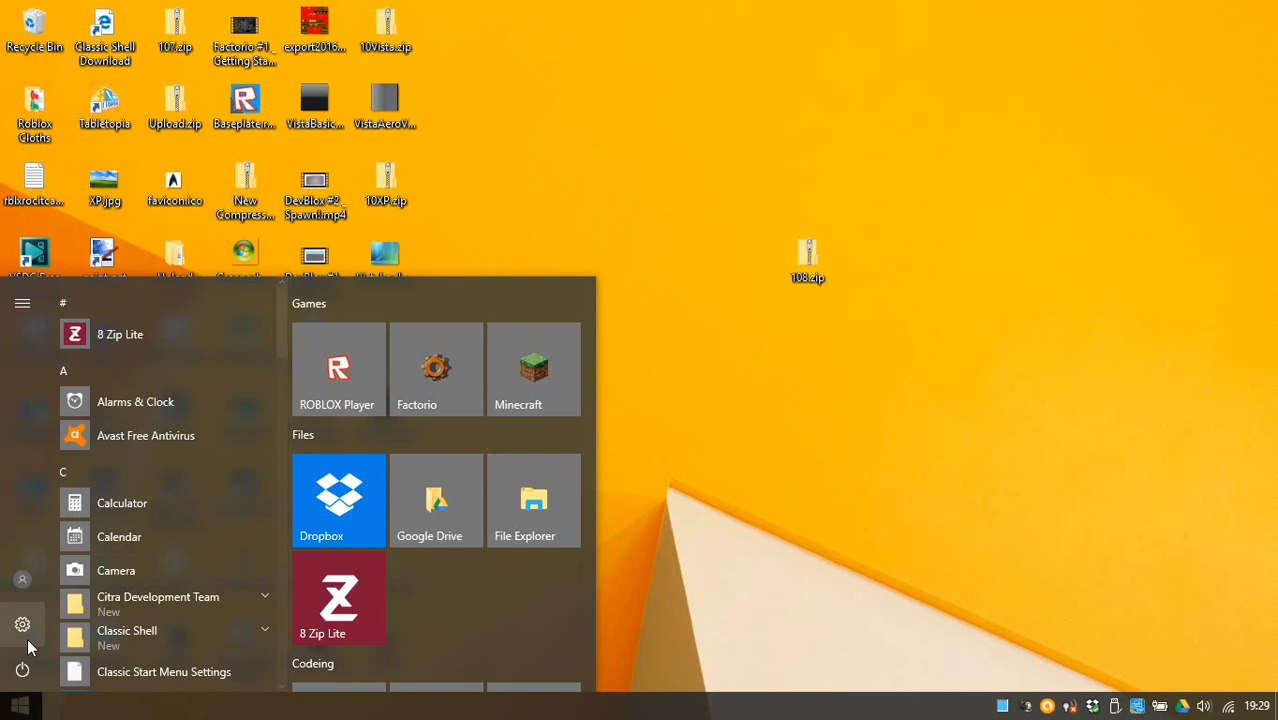 Recycle Bin
Classic Shell
Download
107.zip
Factorio #1_
Getting Sta...
export2016...
10Vista.zip
Roblox
Cloths
Tabletopia
Upload.zip
Baseplate.r...
VistaBasic...
VistaAeroV...
rblxrocitca...
XP.jpg
favicon.ico
New
Compress...
DevBlox #2_
Spawn!.mp4
10XP.zip
108.zip
#
8 Zip Lite
A
Alarms & Clock
Avast Free Antivirus
C
Calculator
Calendar
Camera
Citra Development Team
New
Classic Shell
New
Classic Start Menu Settings
Games
ROBLOX Player
Factorio
Minecraft
Files
Dropbox
Google Drive
File Explorer
8 Zip Lite
Codeing
19:29